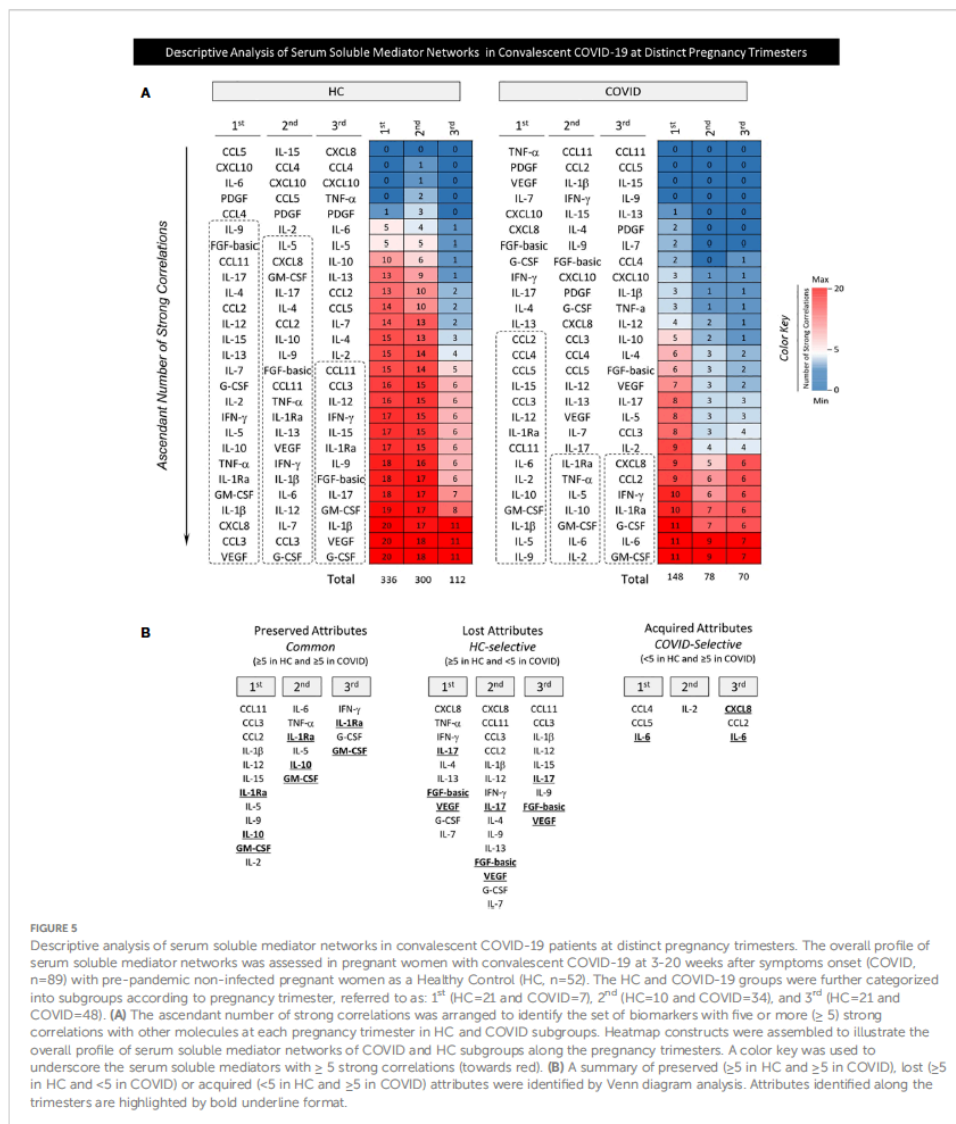 Descriptive Analysis of Serum Soluble Mediator Networks in Convalescent COVID-19 at Distinct Pregnancy Trimesters
A
HC COVID
1st 2nd 3rd 1st 2nd 3rd 1st 2nd 3rd 1st 2nd 3rd
CCL5 IL-15 CXCL8 0 0 0 TNF-α CCL11 CCL11 0 0 0
CXCL10 CCL4 CCL4 0 1 0 PDGF CCL2 CCL5 0 0 0
IL-6 CXCL10 CXCL10 0 1 0 VEGF IL-1β IL-15 0 0 0
PDGF CCL5 TNF-α 0 2 0 IL-7 IFN-γ IL-9 0 0 0
CCL4 PDGF PDGF 1 3 0 CXCL10 IL-15 IL-13 1 0 0
IL-9 IL-2 IL-6 5 4 1 CXCL8 IL-4 PDGF 2 0 0
FGF-basic IL-5 IL-5 5 5 1 FGF-basic IL-9 IL-7 2 0 0
CCL11 CXCL8 IL-10 10 6 1 G-CSF FGF-basic CCL4 2 0 1
IL-17 GM-CSF IL-13 13 9 1 IFN-γ CXCL10 CXCL10 3 1 1
IL-4 IL-17 CCL2 13 10 2 IL-17 PDGF IL-1β 3 1 1
CCL2 IL-4 CCL5 14 10 2 IL-4 G-CSF TNF-a 3 1 1
IL-12 CCL2 IL-7 14 13 2 IL-13 CXCL8 IL-12 4 2 1
IL-15 IL-10 IL-4 15 13 3 CCL2 CCL3 IL-10 5 2 1
IL-13 IL-9 IL-2 15 14 4 CCL4 CCL4 IL-4 6 3 2
IL-7 FGF-basic CCL11 15 14 5 CCL5 CCL5 FGF-basic 6 3 2
G-CSF CCL11 CCL3 16 15 6 IL-15 IL-12 VEGF 7 3 2
IL-2 TNF-α IL-12 16 15 6 CCL3 IL-13 IL-17 8 3 3
IFN-γ IL-1Ra IFN-γ 17 15 6 IL-12 VEGF IL-5 8 3 3
IL-5 IL-13 IL-15 17 15 6 IL-1Ra IL-7 CCL3 8 3 4
IL-10 VEGF IL-1Ra 17 15 6 CCL11 IL-17 IL-2 9 4 4
TNF-α IFN-γ IL-9 18 16 6 IL-6 IL-1Ra CXCL8 9 5 6
IL-1Ra IL-1β FGF-basic 18 17 6 IL-2 TNF-α CCL2 9 6 6
GM-CSF IL-6 IL-17 18 17 7 IL-10 IL-5 IFN-γ 10 6 6
IL-1β IL-12 GM-CSF 19 17 8 GM-CSF IL-10 IL-1Ra 10 7 6
CXCL8 IL-7 IL-1β 20 17 11 IL-1β GM-CSF G-CSF 11 7 6
CCL3 CCL3 VEGF 20 18 11 IL-5 IL-6 IL-6 11 9 7
VEGF G-CSF G-CSF 20 18 11 IL-9 IL-2 GM-CSF 11 9 7
Total 336 300 112 Total 148 78 70
Ascendant Number of Strong Correlations
Color Key
Number of Strong Correlations
Max
20
5
0
Min
B
Preserved Attributes
Common
(≥5 in HC and ≥5 in COVID)
1st 2nd 3rd
CCL11 IL-6 IFN-γ
CCL3 TNF-α IL-1Ra
CCL2 IL-1Ra G-CSF
IL-1β IL-5 GM-CSF
IL-12 IL-10
IL-15 GM-CSF
IL-1Ra
IL-5
IL-9
IL-10
GM-CSF
IL-2
Lost Attributes
HC-selective
(≥5 in HC and <5 in COVID)
1st 2nd 3rd
CXCL8 CXCL8 CCL11
TNF-α CCL11 CCL3
IFN-γ CCL3 IL-1β
IL-17 CCL2 IL-12
IL-4 IL-1β IL-15
IL-13 IL-12 IL-17
FGF-basic IFN-γ IL-9
VEGF IL-17 FGF-basic
G-CSF IL-4 VEGF
IL-7 IL-9
IL-13
FGF-basic
VEGF
G-CSF
IL-7
Acquired Attributes
COVID-Selective
(<5 in HC and ≥5 in COVID)
1st 2nd 3rd
CCL4 IL-2 CXCL8
CCL5 CCL2
IL-6 IL-6
FIGURE 5
Descriptive analysis of serum soluble mediator networks in convalescent COVID-19 patients at distinct pregnancy trimesters. The overall profile of
serum soluble mediator networks was assessed in pregnant women with convalescent COVID-19 at 3-20 weeks after symptoms onset (COVID,
n=89) with pre-pandemic non-infected pregnant women as a Healthy Control (HC, n=52). The HC and COVID-19 groups were further categorized
into subgroups according to pregnancy trimester, referred to as: 1st (HC=21 and COVID=7), 2nd (HC=10 and COVID=34), and 3rd (HC=21 and
COVID=48). (A) The ascendant number of strong correlations was arranged to identify the set of biomarkers with five or more (≥ 5) strong
correlations with other molecules at each pregnancy trimester in HC and COVID subgroups. Heatmap constructs were assembled to illustrate the
overall profile of serum soluble mediator networks of COVID and HC subgroups along the pregnancy trimesters. A color key was used to
underscore the serum soluble mediators with ≥ 5 strong correlations (towards red). (B) A summary of preserved (≥5 in HC and ≥5 in COVID), lost (≥5
in HC and <5 in COVID) or acquired (<5 in HC and ≥5 in COVID) attributes were identified by Venn diagram analysis. Attributes identified along the
trimesters are highlighted by bold underline format.